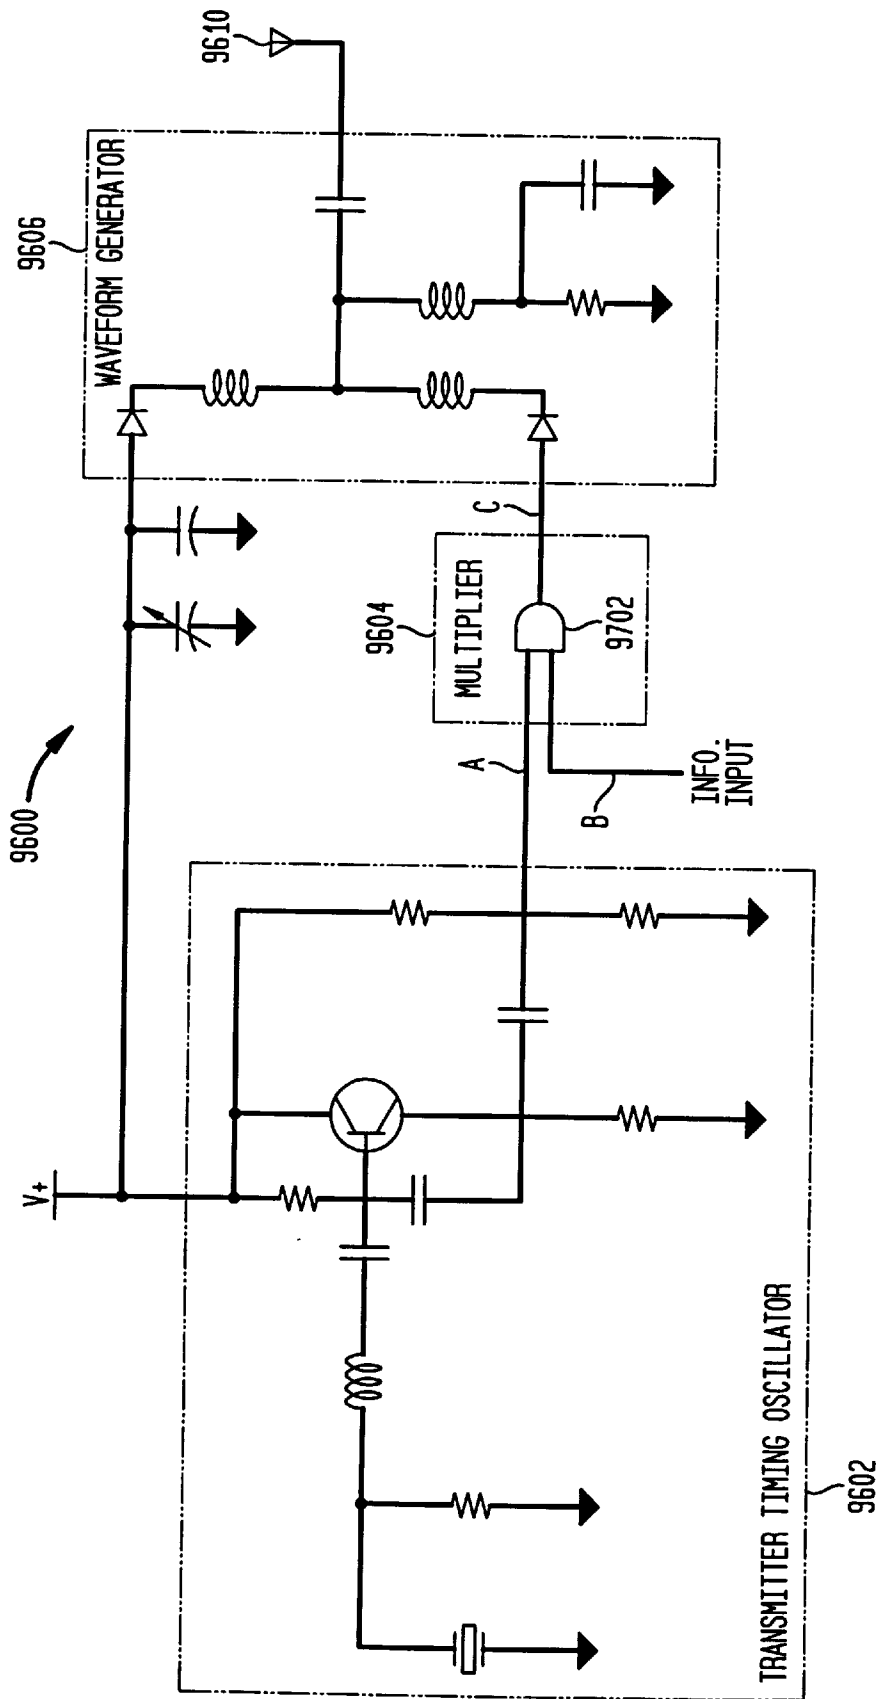 9600
V+
TRANSMITTER TIMING OSCILLATOR
9602
A
B
INFO.
INPUT
9604
MULTIPLIER
9702
C
9606
WAVEFORM GENERATOR
9610